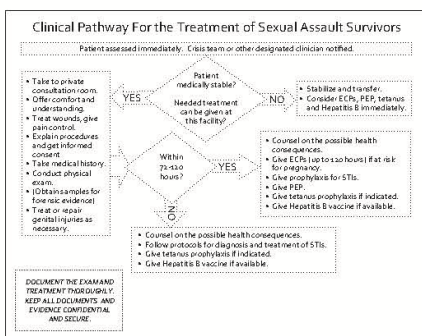 Clinical Pathway For the Treatment of Sexual Assault Survivors
Patient assessed immediately. Crisis team or other designated clinician notified.
Patient
medically stable?
Needed treatment
can be given at
this facility?
YES
NO
• Take to private
consultation room.
• Offer comfort and
understanding.
• Treat wounds, give
pain control.
• Explain procedures
and get informed
consent
• Take medical history.
• Conduct physical
exam.
• (Obtain samples for
forensic evidence)
• Treat or repair
genital injuries as
necessary.
• Stabilize and transfer.
• Consider ECPs, PEP, tetanus
and Hepatitis B immediately.
Within
72-120
hours?
YES
NO
• Counsel on the possible health
consequences.
• Give ECPs (up to 120 hours) if at risk
for pregnancy.
• Give prophylaxis for STIs.
• Give PEP.
• Give tetanus prophylaxis if indicated.
• Give Hepatitis B vaccine if available.
• Counsel on the possible health consequences.
• Follow protocols for diagnosis and treatment of STIs.
• Give tetanus prophylaxis if indicated.
• Give Hepatitis B vaccine if available.
DOCUMENT THE EXAM AND
TREATMENT THOROUGHLY.
KEEP ALL DOCUMENTS AND
EVIDENCE CONFIDENTIAL
AND SECURE.